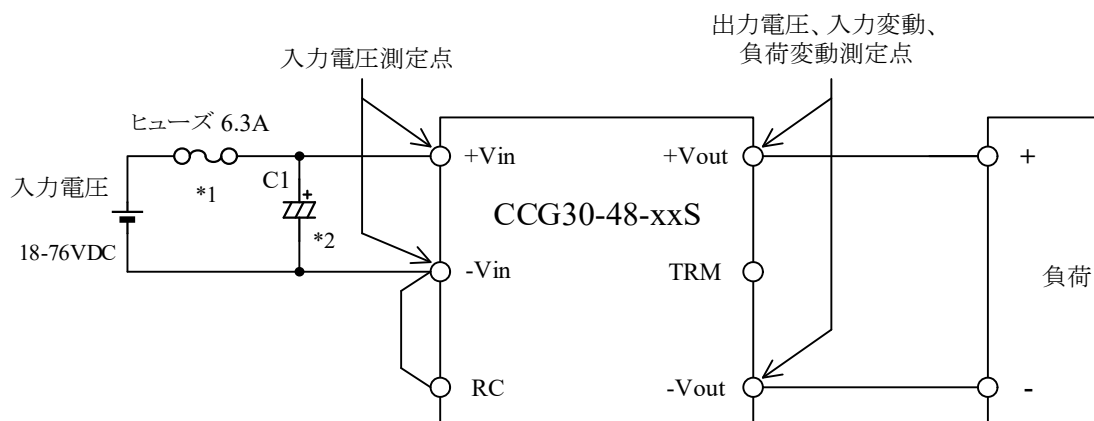 出力電圧、入力変動、
負荷変動測定点
入力電圧測定点
ヒューズ 6.3A
*1
C1
+
*2
入力電圧
18-76VDC
+Vin
-Vin
RC
CCG30-48-xxS
+Vout
TRM
-Vout
+
負荷
-